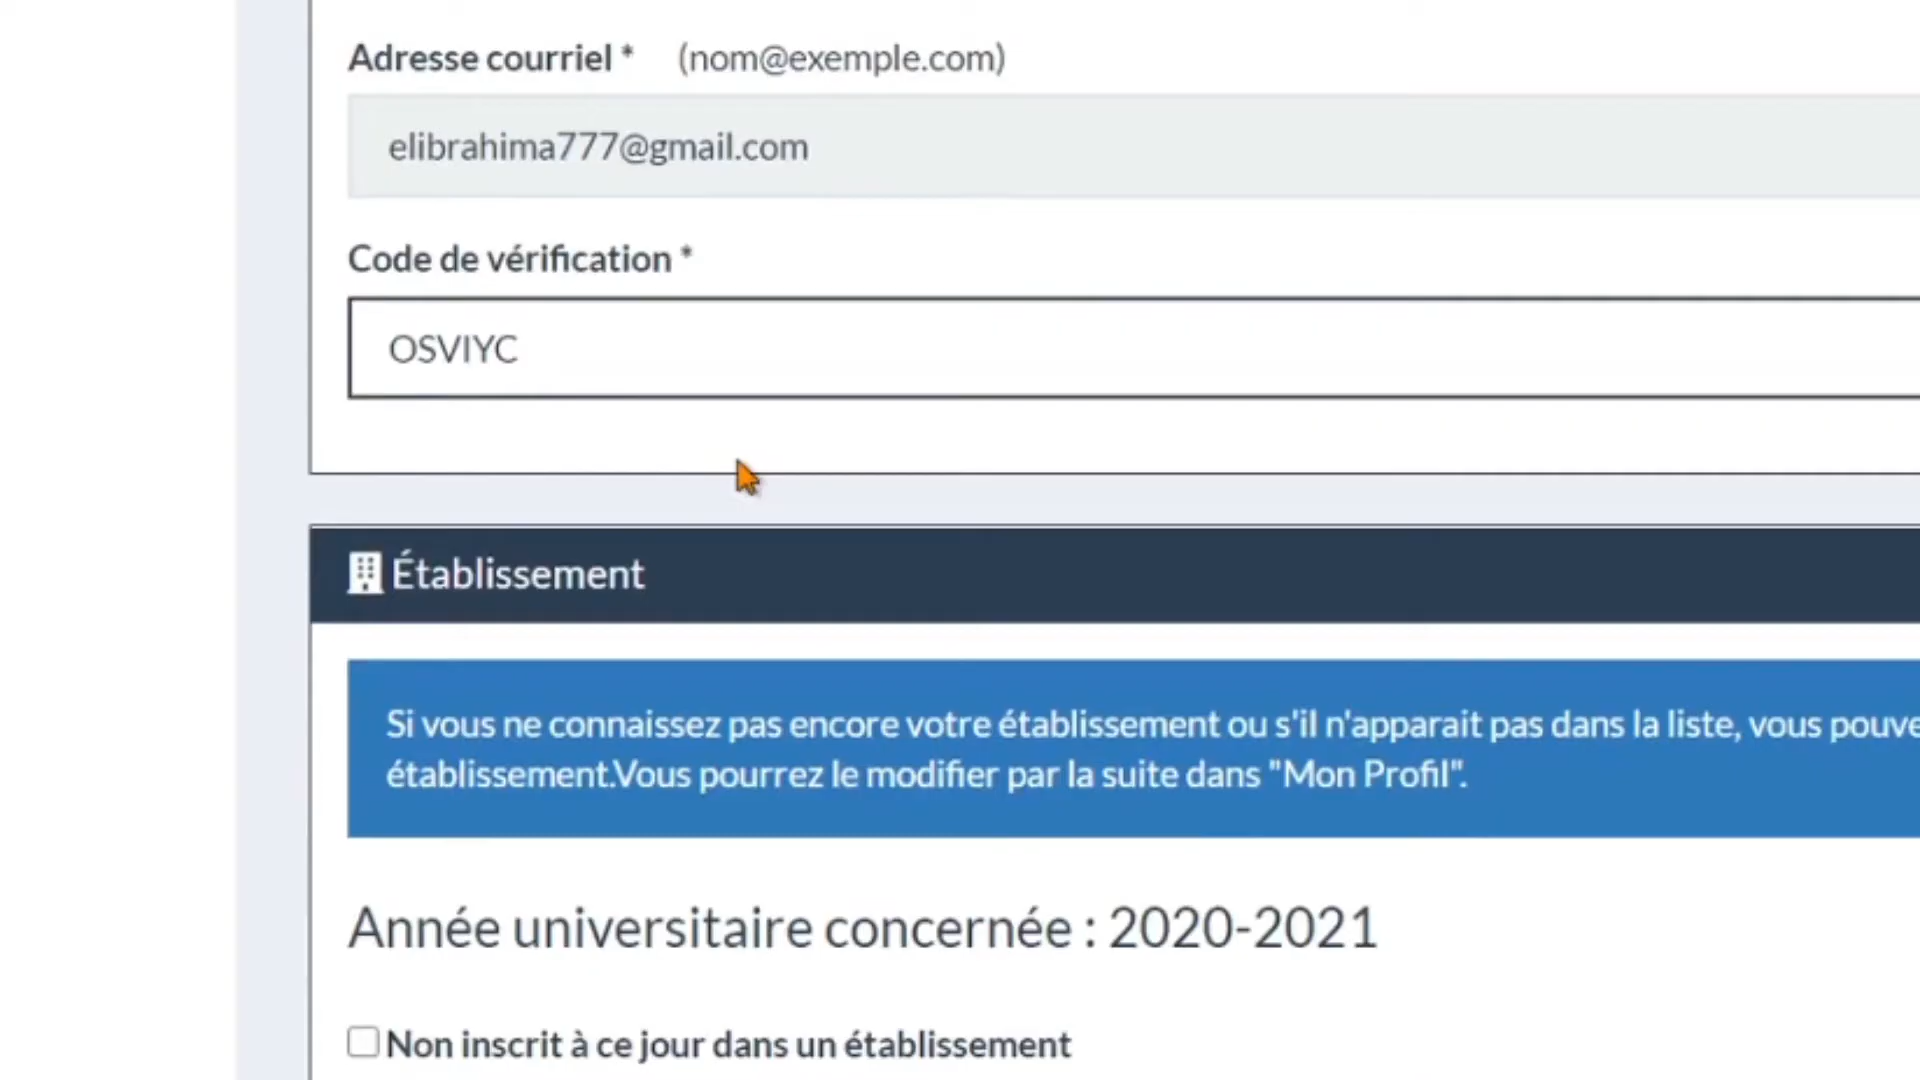 Adresse courriel * (nom@exemple.com)
elibrahima777@gmail.com
Code de vérification *
OSVIYC
Établissement
Si vous ne connaissez pas encore votre établissement ou s'il n'apparait pas dans la liste, vous
établissement.Vous pourrez le modifier par la suite dans "Mon Profil".
Année universitaire concernée : 2020-2021
Non inscrit à ce jour dans un établissement